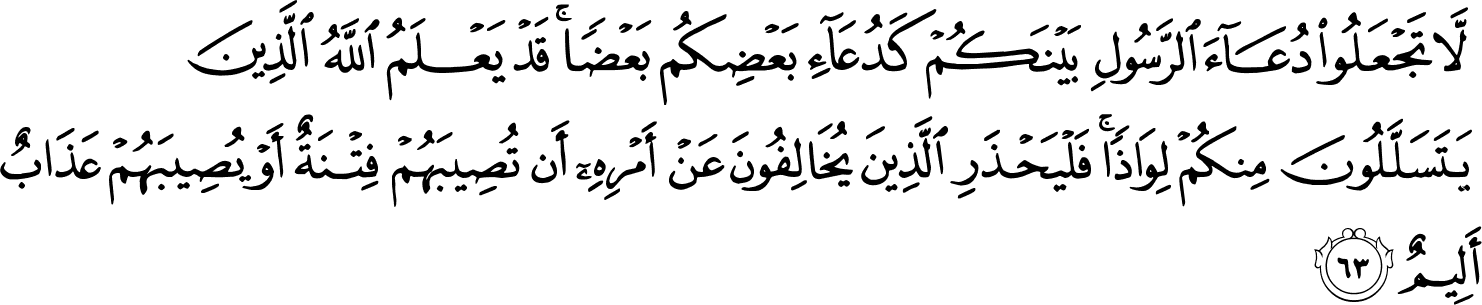 لَّا تَجْعَلُوا۟ دُعَآءَ ٱلرَّسُولِ بَيْنَكُمْ كَدُعَآءِ بَعْضِكُم بَعْضًا ۚ قَدْ يَعْلَمُ ٱللَّهُ ٱلَّذِينَ
يَتَسَلَّلُونَ مِنكُمْ لِوَاذًا ۚ فَلْيَحْذَرِ ٱلَّذِينَ يُخَالِفُونَ عَنْ أَمْرِهِۦٓ أَن تُصِيبَهُمْ فِتْنَةٌ أَوْ يُصِيبَهُمْ عَذَابٌ
أَلِيمٌ ٦٣